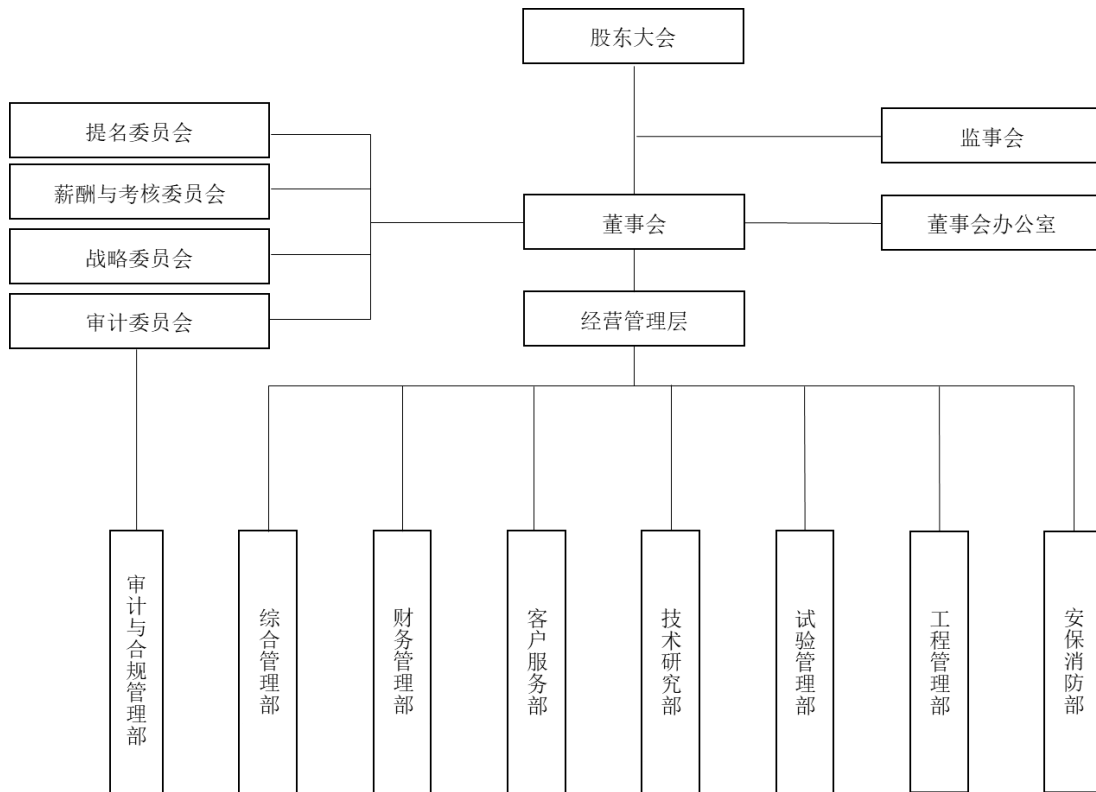 股东大会
提名委员会
监事会
薪酬与考核委员会
董事会
董事会办公室
战略委员会
审计委员会
经营管理层
审计与合规管理部
综合管理部
财务管理部
客户服务部
技术研究部
试验管理部
工程管理部
安保消防部